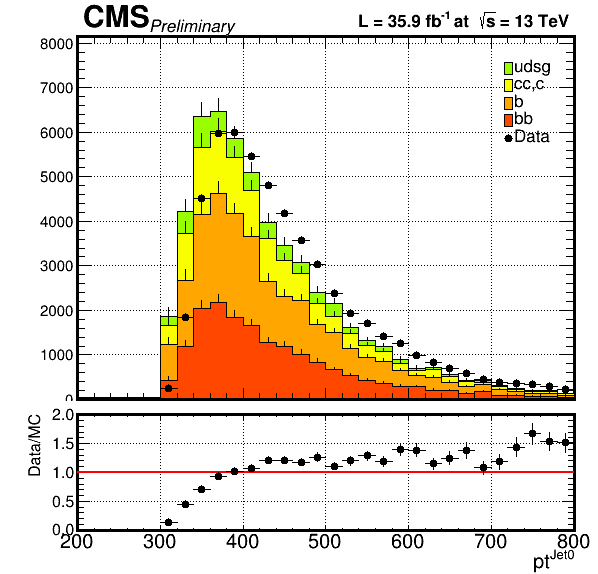 CMS Preliminary L = 35.9 fb⁻¹ at √s = 13 TeV
8000
7000
6000
5000
4000
3000
2000
1000
0
udsg
cc,c
b
bb
Data
Data/MC
2.0
1.5
1.0
0.5
0.0
200 300 400 500 600 700 800
pt^Jet0